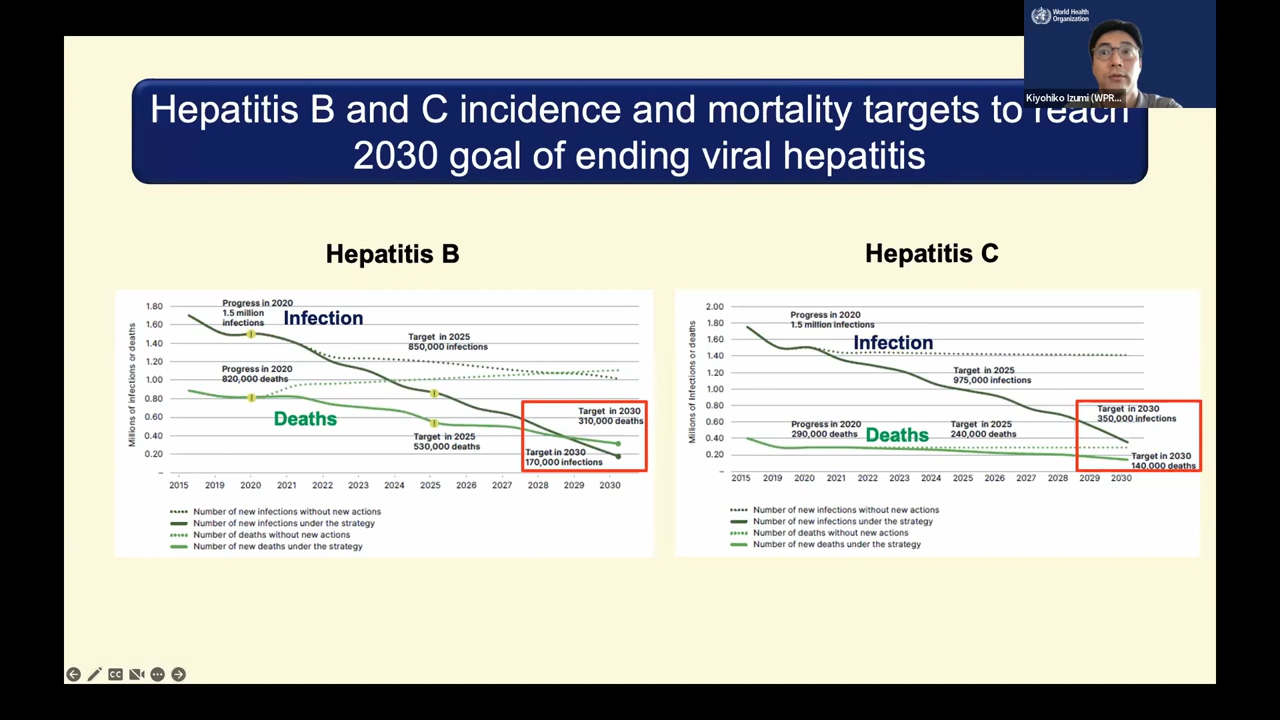 World Health
Organization
Kiyohiko Izumi (WPR...
Hepatitis B and C incidence and mortality targets to reach
2030 goal of ending viral hepatitis
Hepatitis B
Millions of infections or deaths
1.80
1.60
1.40
1.20
1.00
0.80
0.60
0.40
0.20
–
Progress in 2020
1.5 million
infections
Infection
Target in 2025
850,000 infections
Progress in 2020
820,000 deaths
Deaths
Target in 2025
530,000 deaths
Target in 2030
310,000 deaths
Target in 2030
170,000 infections
2015 2019 2020 2021 2022 2023 2024 2025 2026 2027 2028 2029 2030
Number of new infections without new actions
Number of new infections under the strategy
Number of deaths without new actions
Number of new deaths under the strategy
Hepatitis C
Millions of Infections or deaths
2.00
1.80
1.60
1.40
1.20
1.00
0.80
0.60
0.40
0.20
–
Progress in 2020
1.5 million infections
Infection
Target in 2025
975,000 infections
Progress in 2020
290,000 deaths
Deaths
Target in 2025
240,000 deaths
Target in 2030
350,000 infections
Target in 2030
140,000 deaths
2015 2019 2020 2021 2022 2023 2024 2025 2026 2027 2028 2029 2030
Number of new infections without new actions
Number of new infections under the strategy
Number of deaths without new actions
Number of new deaths under the strategy
CC